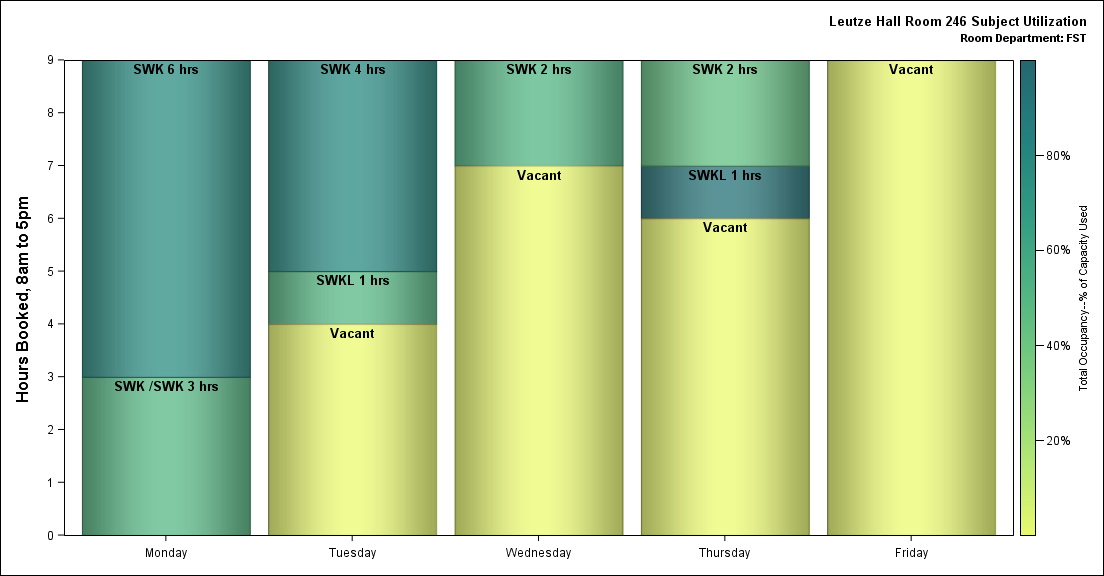 Leutze Hall Room 246 Subject Utilization
Room Department: FST
Hours Booked, 8am to 5pm
9
8
7
6
5
4
3
2
1
0
SWK 6 hrs
SWK /SWK 3 hrs
SWK 4 hrs
SWKL 1 hrs
Vacant
SWK 2 hrs
Vacant
SWK 2 hrs
SWKL 1 hrs
Vacant
Vacant
Monday
Tuesday
Wednesday
Thursday
Friday
80%
60%
40%
20%
Total Occupancy--% of Capacity Used